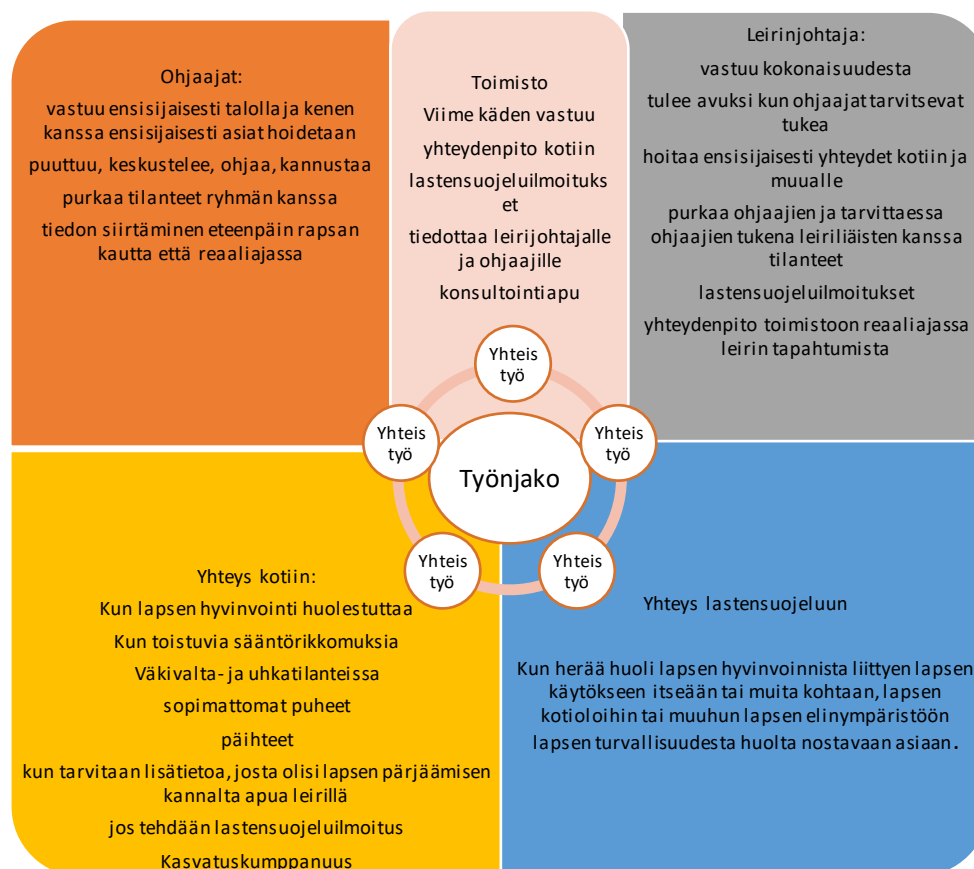 Ohjaajat:
vastuu ensisijaisesti talolla ja kenen
kanssa ensisijaisesti asiat hoidetaan
puuttuu, keskustelee, ohjaa, kannustaa
purkaa tilanteet ryhmän kanssa
tiedon siirtäminen eteenpäin rapsan
kautta että reaaliajassa
Toimisto
Viime käden vastuu
yhteydenpito kotiin
lastensuojeluilmoituks
et
tiedottaa leirijohtajalle
ja ohjaajille
konsultointiapu
Leirinjohtaja:
vastuu kokonaisuudesta
tulee avuksi kun ohjaajat tarvitsevat
tukea
hoitaa ensisijaisesti yhteydet kotiin ja
muualle
purkaa ohjaajien ja tarvittaessa
ohjaajien tukena leiriliäisten kanssa
tilanteet
lastensuojeluilmoitukset
yhteydenpito toimistoon reaaliajassa
leirin tapahtumista
Yhteis
työ
Yhteis
työ
Yhteis
työ
Työnjako
Yhteis
työ
Yhteis
työ
Yhteys kotiin:
Kun lapsen hyvinvointi huolestuttaa
Kun toistuvia sääntörikkomuksia
Väkivalta- ja uhkatilanteissa
sopimattomat puheet
päihteet
kun tarvitaan lisätietoa, josta olisi lapsen pärjäämisen
kannalta apua leirillä
jos tehdään lastensuojeluilmoitus
Kasvatuskumppanuus
Yhteys lastensuojeluun
Kun herää huoli lapsen hyvinvoinnista liittyen lapsen
käytökseen itseään tai muita kohtaan, lapsen
kotioloihin tai muuhun lapsen elinympäristöön
lapsen turvallisuudesta huolta nostavaan asiaan.